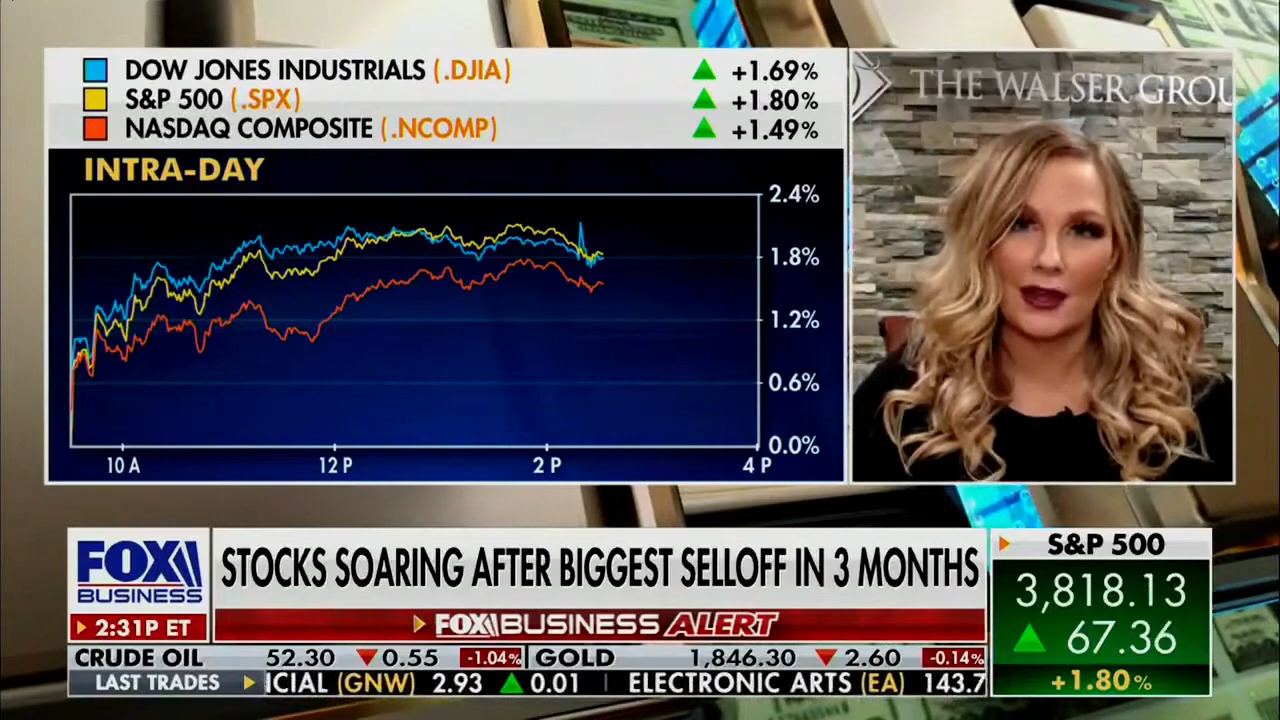 DOW JONES INDUSTRIALS (.DJIA) ▲ +1.69%
S&P 500 (.SPX) ▲ +1.80%
NASDAQ COMPOSITE (.NCOMP) ▲ +1.49%
INTRA-DAY
2.4%
1.8%
1.2%
0.6%
0.0%
10 A 12 P 2 P 4 P
THE WALSER GROU
FOX BUSINESS
2:31P ET
STOCKS SOARING AFTER BIGGEST SELLOFF IN 3 MONTHS
FOX BUSINESS ALERT
S&P 500
3,818.13
▲ 67.36
+1.80%
CRUDE OIL 52.30 ▼ 0.55 -1.04% GOLD 1,846.30 ▼ 2.60 -0.14%
LAST TRADES ICIAL (GNW) 2.93 ▲ 0.01 ELECTRONIC ARTS (EA) 143.7